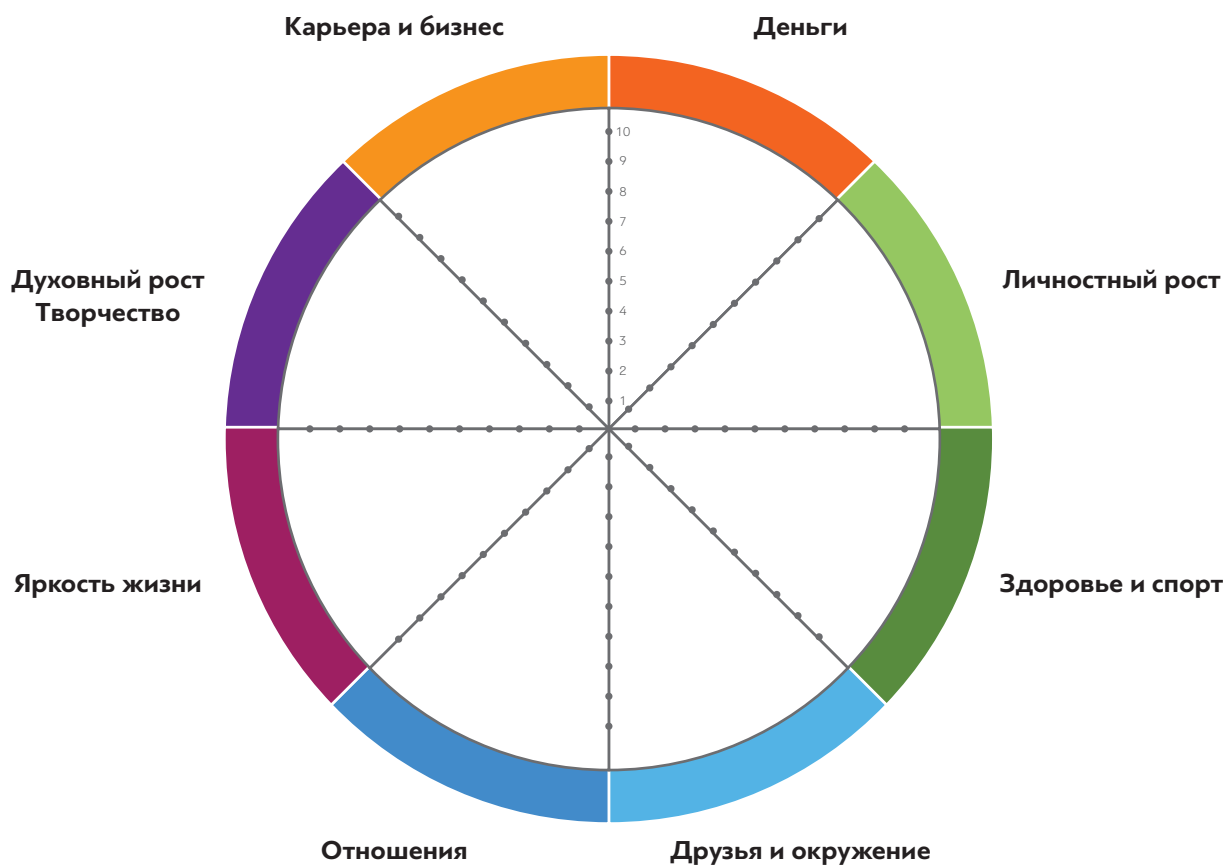 Карьера и бизнес
Деньги
10
9
8
7
6
5
4
3
2
1
Духовный рост
Творчество
Личностный рост
Яркость жизни
Здоровье и спорт
Отношения
Друзья и окружение